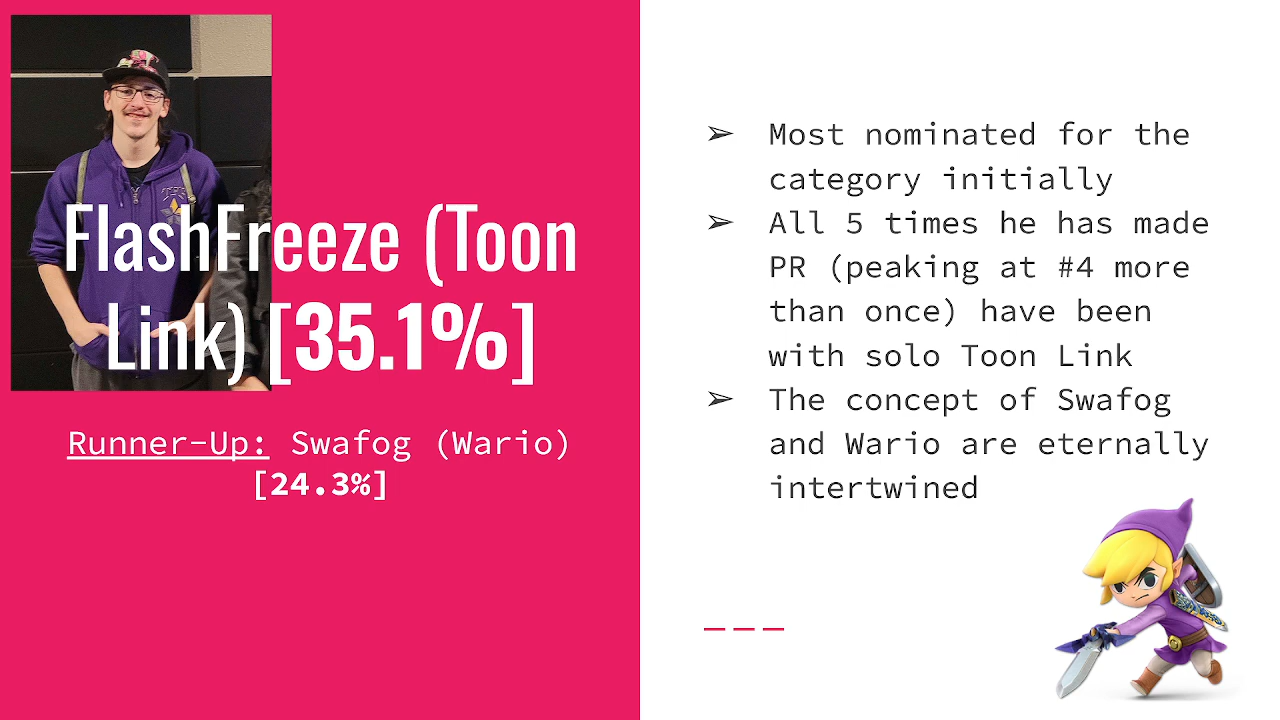 FlashFreeze (Toon
Link) [35.1%]
Runner-Up: Swafog (Wario)
[24.3%]
➢ Most nominated for the
category initially
➢ All 5 times he has made
PR (peaking at #4 more
than once) have been
with solo Toon Link
➢ The concept of Swafog
and Wario are eternally
intertwined